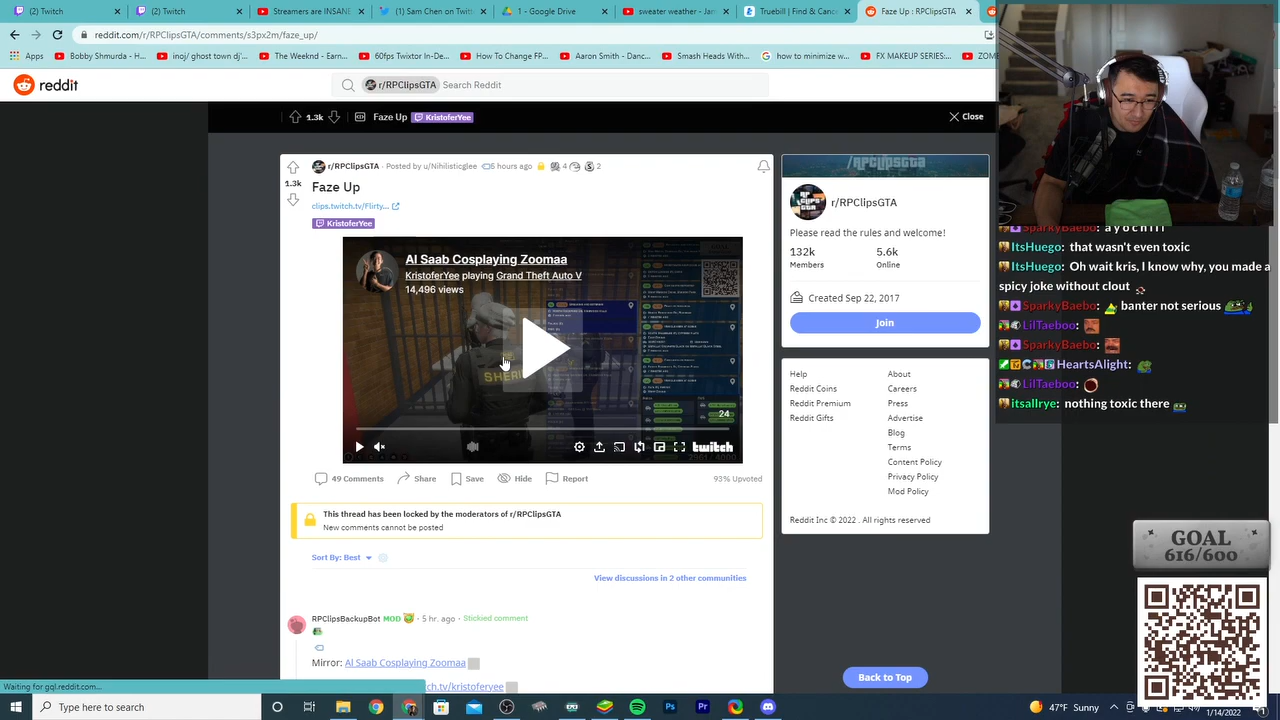 (2) Twitch
(2) Twitch
Streamers are INSANE
(1) Sam Chen on Twitt
1 - Google Drive
sweater weather - Ja
Smash Heads With
Truebill | Find & Canc
Faze Up : RPClipsGTA
reddit.com/r/RPClipsGTA/comments/s3px2m/faze_up/
Apps
Bobby Shmurda - H...
inoj/ ghost town dj'...
The Weeknd - Earn...
60fps Twixtor In-De...
Aaron Smith - Danc...
Smash Heads With...
how to minimize w...
FX MAKEUP SERIES:...
ZOM
reddit
r/RPClipsGTA
Search Reddit
1.3k
Faze Up
KristoferYee
Close
r/RPClipsGTA · Posted by u/Nihilisticglee
5 hours ago
4
2
1.3k
Faze Up
clips.twitch.tv/Flirty...
KristoferYee
Al Saab Cosplaying Zoomaa
KristoferYee playing Grand Theft Auto V
14,496 views
SHERI
24
twitch
49 Comments
Share
Save
Hide
Report
93% Upvoted
This thread has been locked by the moderators of r/RPClipsGTA
New comments cannot be posted
Sort By: Best
View discussions in 2 other communities
RPClipsBackupBot MOD · 5 hr. ago · Stickied comment
Mirror: Al Saab Cosplaying Zoomaa
tch.tv/kristoferyee
/RPCLIPSGTA
r/RPClipsGTA
Please read the rules and welcome!
132k
5.6k
Members
Online
Created Sep 22, 2017
Join
Help
About
Reddit Coins
Careers
Reddit Premium
Press
Reddit Gifts
Advertise
Blog
Terms
Content Policy
Privacy Policy
Mod Policy
Reddit Inc © 2022 . All rights reserved
Back to Top
SparkyBaebo: a y o c h i l l
ItsHuego: that wasn't even toxic
ItsHuego: Oh wait kris, I know why, you made a
spicy joke without clout
SparkyBaebo: banter not serious
LilTaeboo:
SparkyBaebo:
LilTaeboo:
itsallrye: nothing toxic there
GOAL
616/600
Waiting for gql.reddit.com...
Type here to search
47°F Sunny
1/14/2022